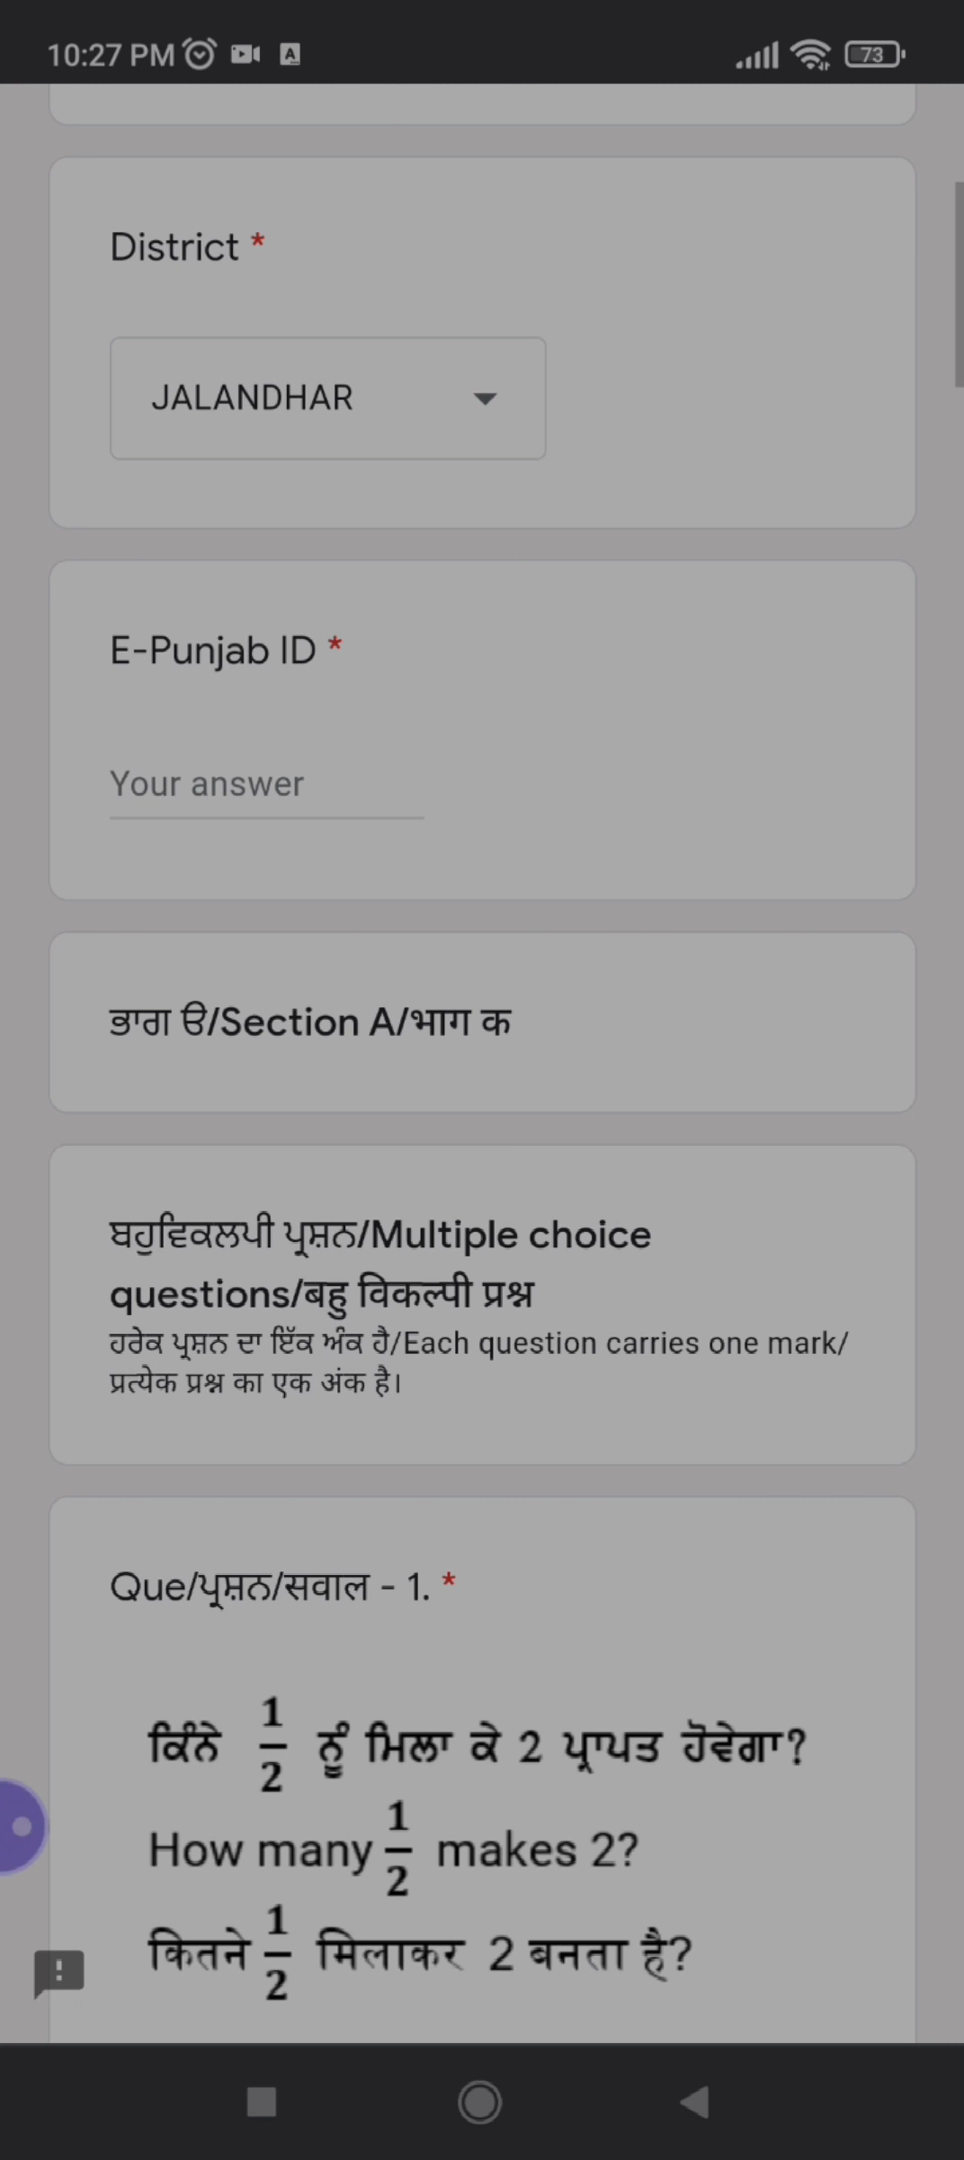 10:27 PM
73
District *
JALANDHAR
E-Punjab ID *
Your answer
ਭਾਗ ੳ/Section A/भाग क
ਬਹੁਵਿਕਲਪੀ ਪ੍ਰਸ਼ਨ/Multiple choice
questions/बहु विकल्पी प्रश्न
ਹਰੇਕ ਪ੍ਰਸ਼ਨ ਦਾ ਇੱਕ ਅੰਕ ਹੈ/Each question carries one mark/
प्रत्येक प्रश्न का एक अंक है।
Que/ਪ੍ਰਸ਼ਨ/सवाल - 1. *
ਕਿੰਨੇ 1/2 ਨੂੰ ਮਿਲਾ ਕੇ 2 ਪ੍ਰਾਪਤ ਹੋਵੇਗਾ?
How many 1/2 makes 2?
कितने 1/2 मिलाकर 2 बनता है?